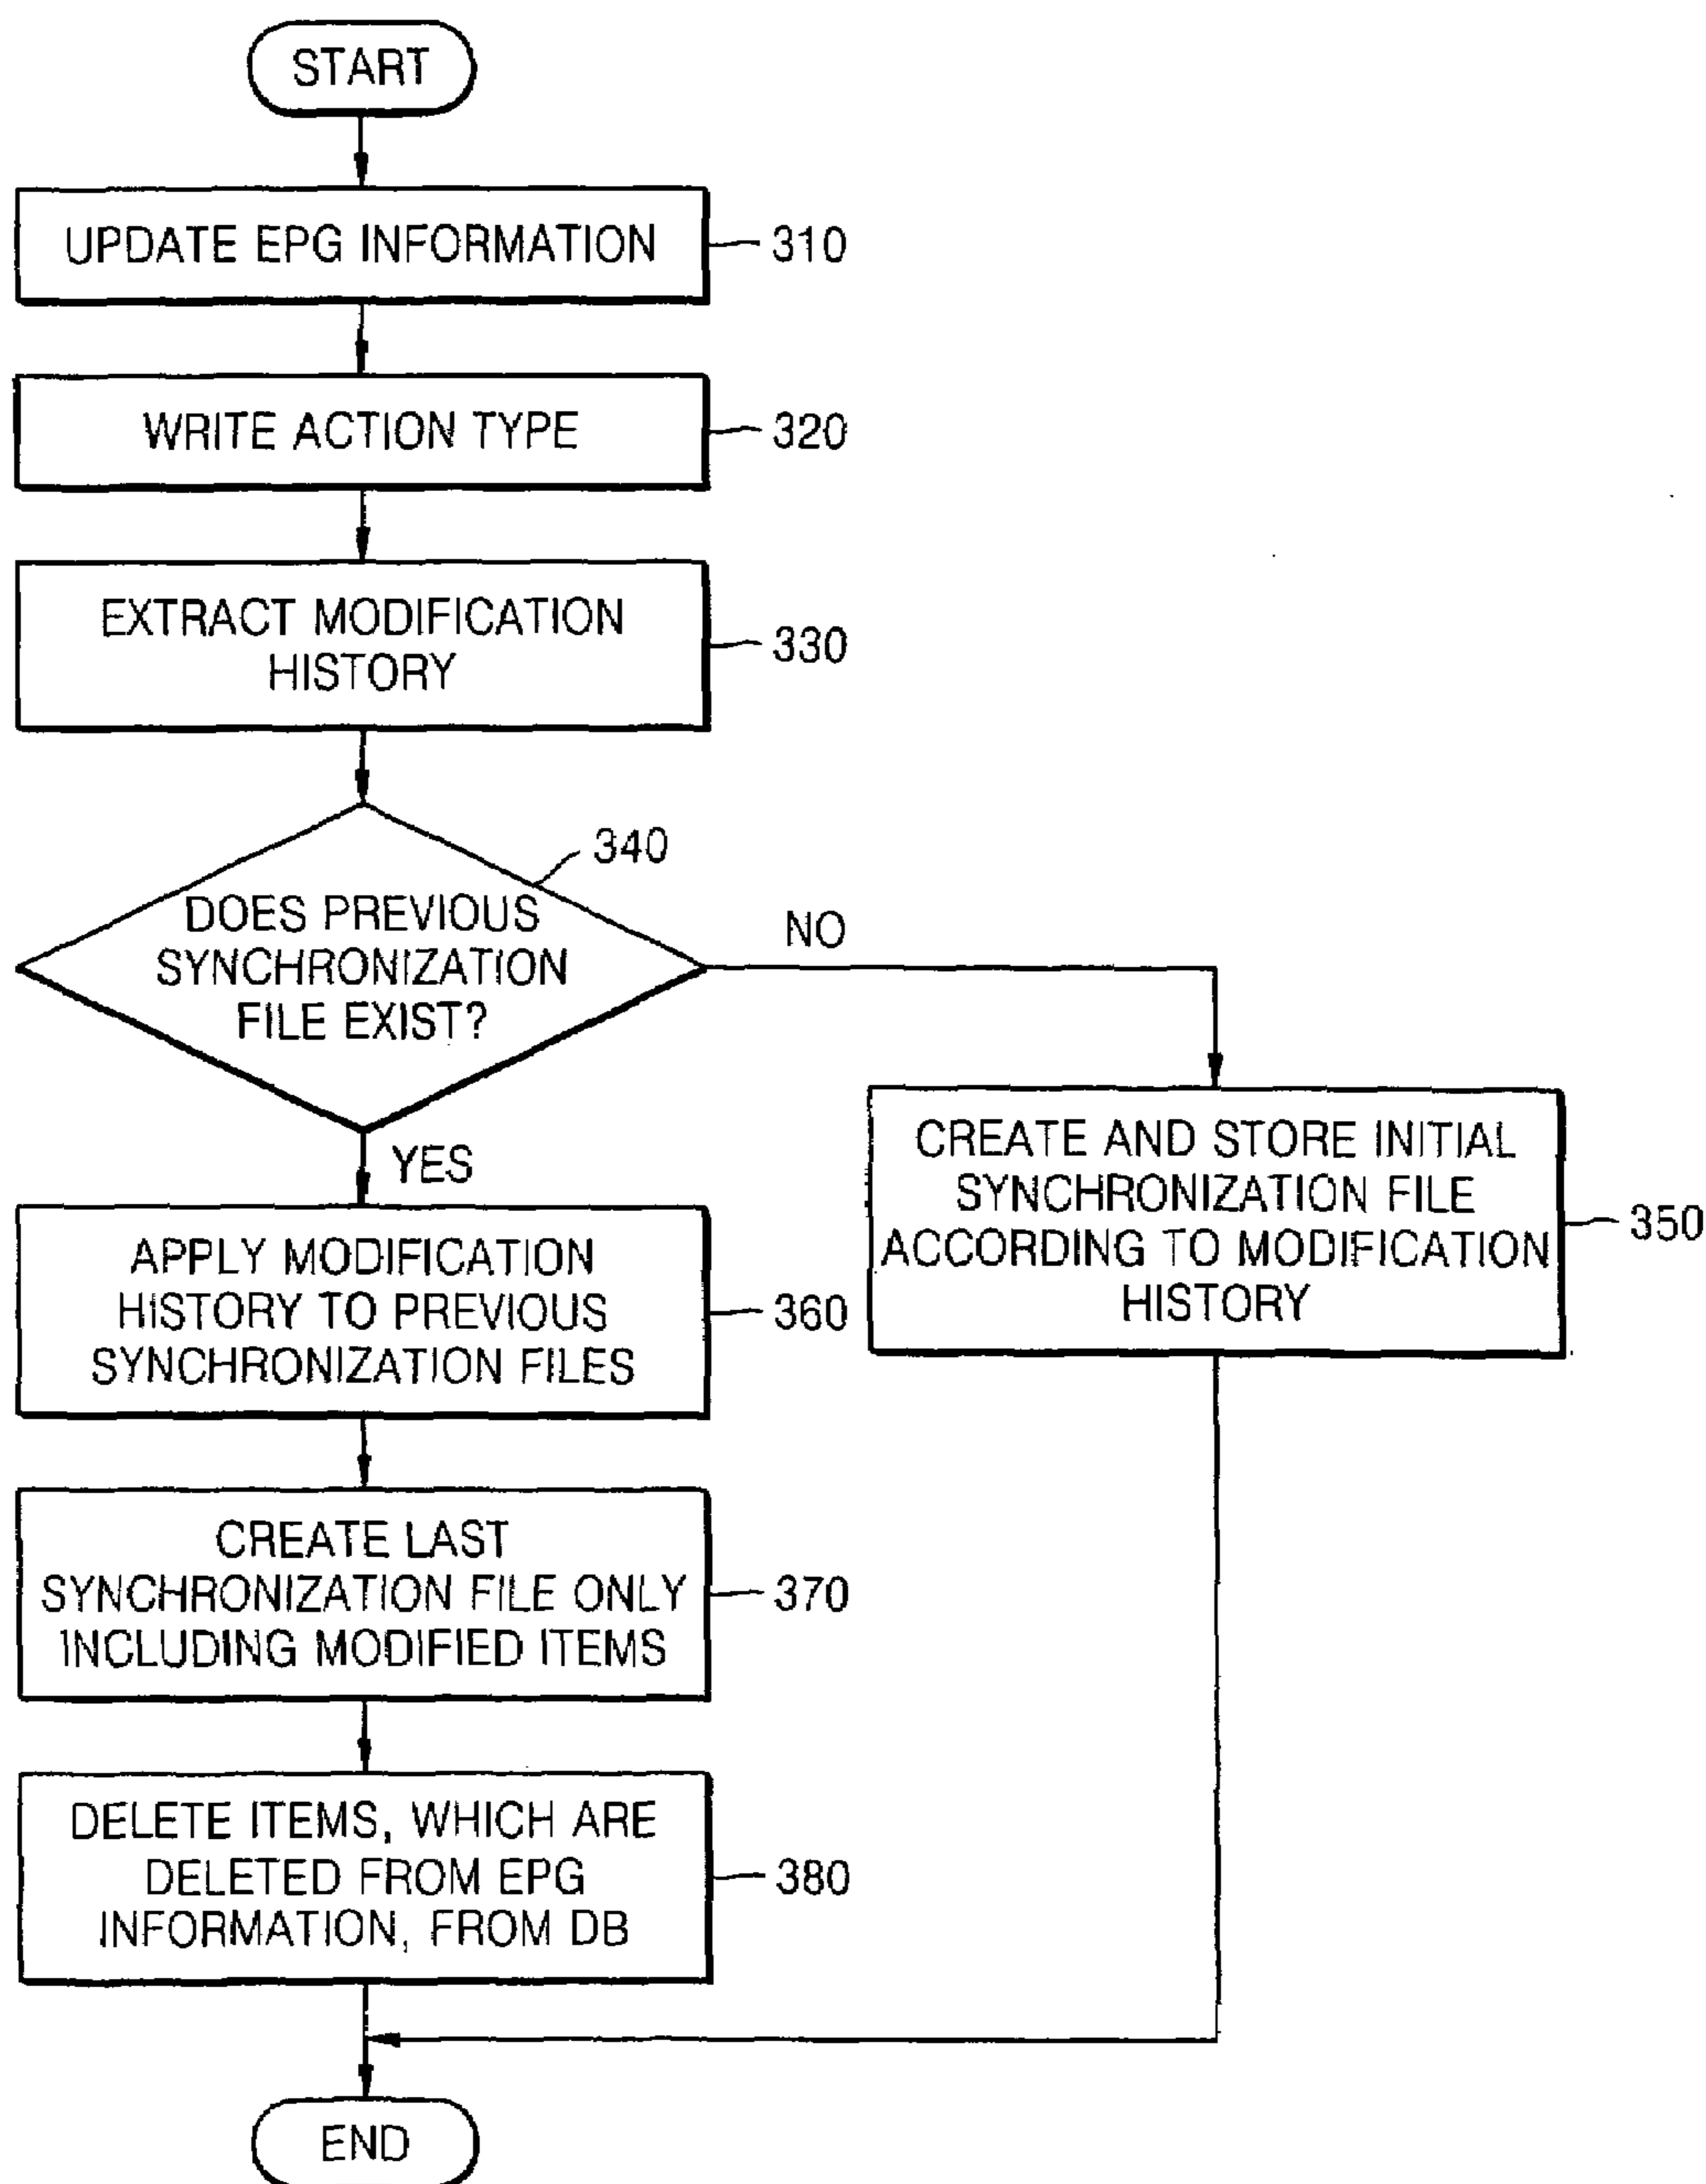 START
UPDATE EPG INFORMATION
310
WRITE ACTION TYPE
320
EXTRACT MODIFICATION
HISTORY
330
340
DOES PREVIOUS
SYNCHRONIZATION
FILE EXIST?
NO
YES
CREATE AND STORE INITIAL
SYNCHRONIZATION FILE
ACCORDING TO MODIFICATION
HISTORY
350
APPLY MODIFICATION
HISTORY TO PREVIOUS
SYNCHRONIZATION FILES
360
CREATE LAST
SYNCHRONIZATION FILE ONLY
INCLUDING MODIFIED ITEMS
370
DELETE ITEMS, WHICH ARE
DELETED FROM EPG
INFORMATION, FROM DB
380
END